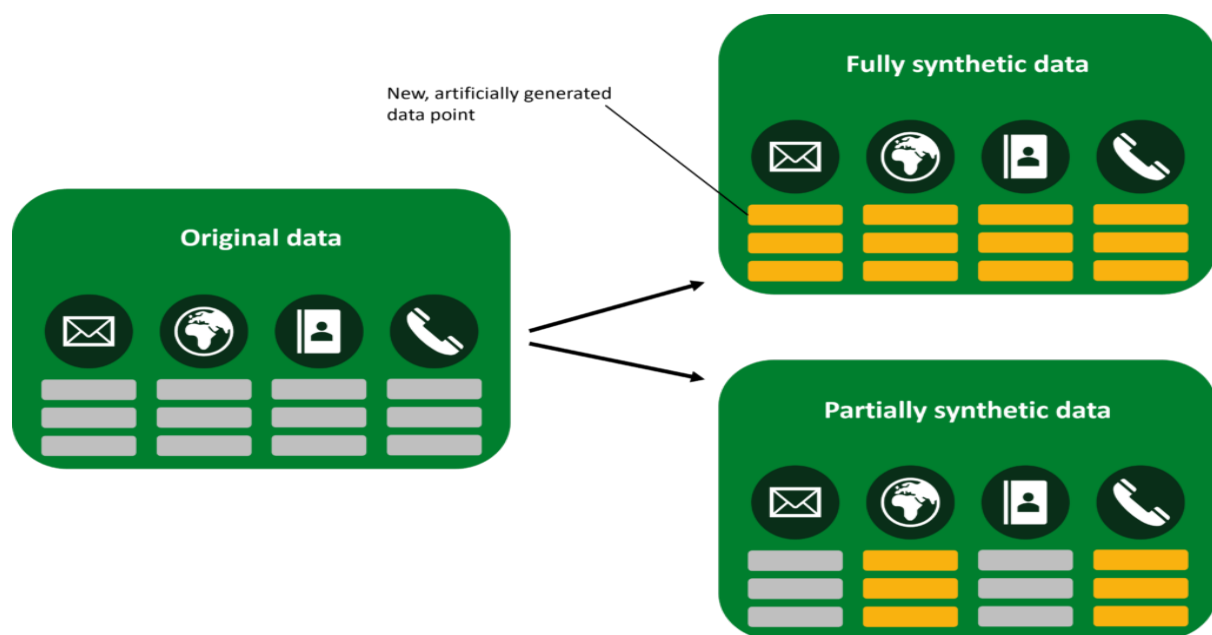 Fully synthetic data
New, artificially generated
data point
Original data
Partially synthetic data